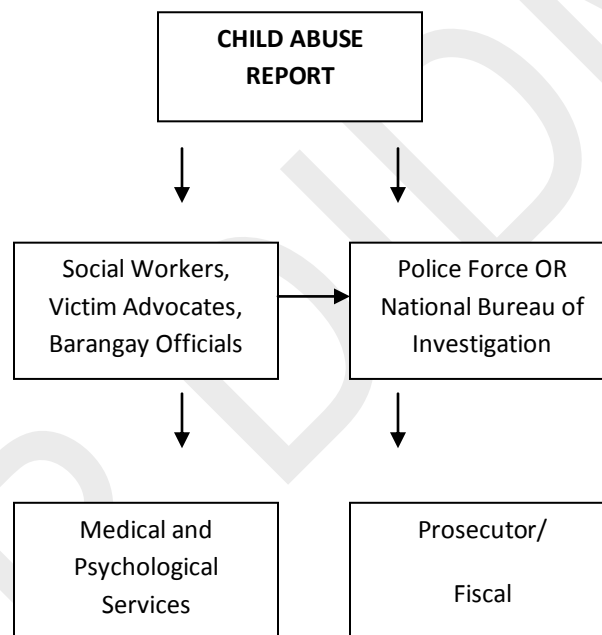 CHILD ABUSE
REPORT
Social Workers,
Victim Advocates,
Barangay Officials
Police Force OR
National Bureau of
Investigation
Medical and
Psychological
Services
Prosecutor/
Fiscal